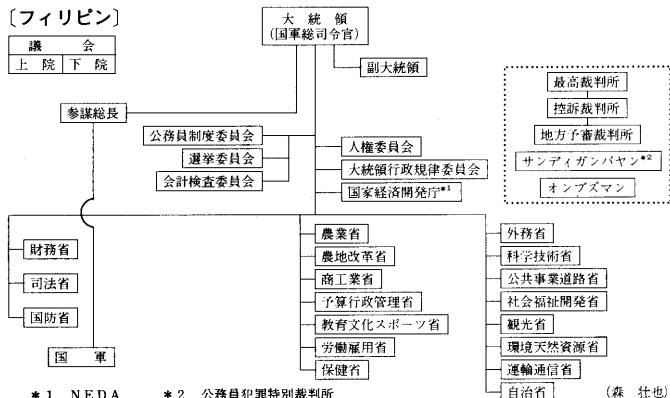 〔フィリピン〕
議 会
上 院 下 院
大 統 領
(国軍総司令官)
副大統領
参謀総長
公務員制度委員会
選挙委員会
会計検査委員会
人権委員会
大統領行政規律委員会
国家経済開発庁*1
最高裁判所
控訴裁判所
地方予審裁判所
サンディガンバヤン*2
オンブズマン
財務省
司法省
国防省
国 軍
農業省
農地改革省
商工業省
予算行政管理省
教育文化スポーツ省
労働雇用省
保健省
外務省
科学技術省
公共事業道路省
社会福祉開発省
観光省
環境天然資源省
運輸通信省
自治省
*1 NEDA *2 公務員犯罪特別裁判所
(森 壮也)